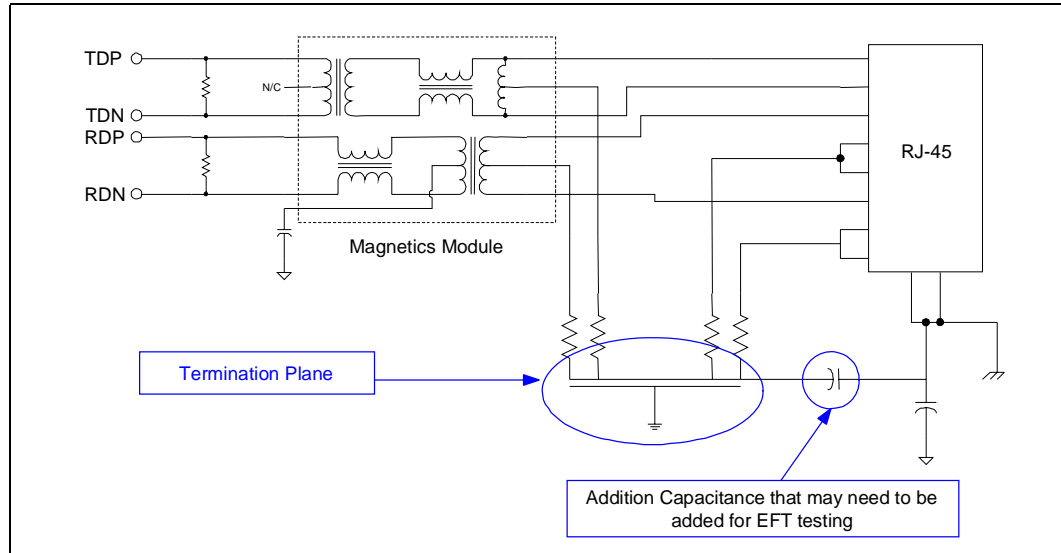 TDP
N/C
TDN
RDP
RJ-45
RDN
Magnetics Module
Termination Plane
Addition Capacitance that may need to be
added for EFT testing